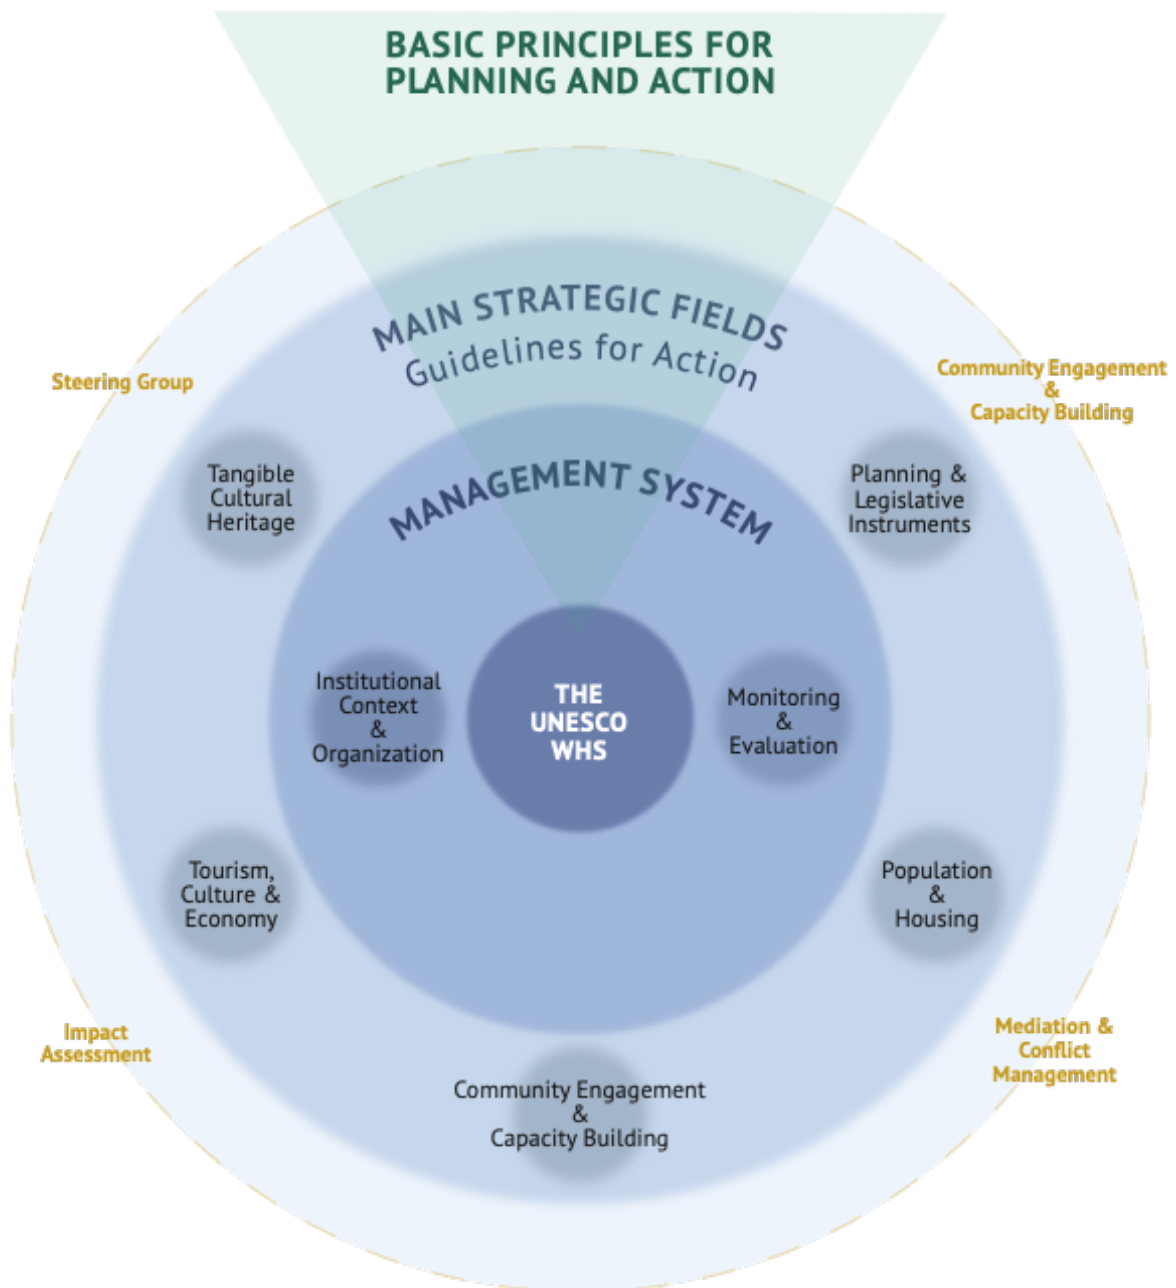 BASIC PRINCIPLES FOR
PLANNING AND ACTION
MAIN STRATEGIC FIELDS
Guidelines for Action
Steering Group
Community Engagement
&
Capacity Building
Tangible
Cultural
Heritage
Planning &
Legislative
Instruments
MANAGEMENT SYSTEM
Institutional
Context
&
Organization
THE
UNESCO
WHS
Monitoring
&
Evaluation
Tourism,
Culture &
Economy
Population
&
Housing
Impact
Assessment
Mediation &
Conflict
Management
Community Engagement
&
Capacity Building